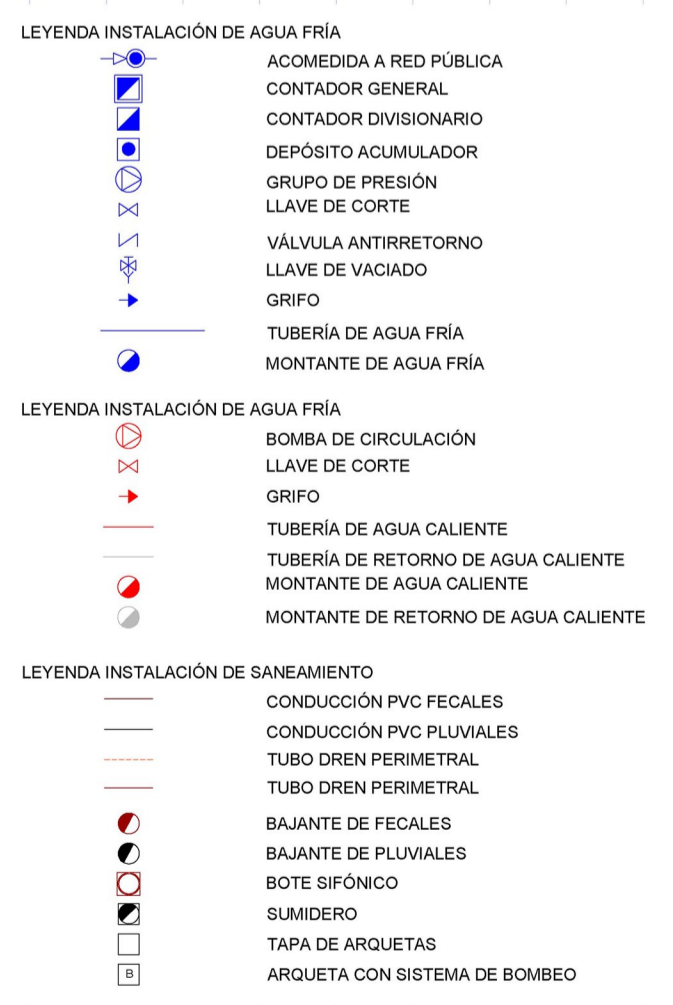 LEYENDA INSTALACIÓN DE AGUA FRÍA
ACOMEDIDA A RED PÚBLICA
CONTADOR GENERAL
CONTADOR DIVISIONARIO
DEPÓSITO ACUMULADOR
GRUPO DE PRESIÓN
LLAVE DE CORTE
VÁLVULA ANTIRRETORNO
LLAVE DE VACIADO
GRIFO
TUBERÍA DE AGUA FRÍA
MONTANTE DE AGUA FRÍA
LEYENDA INSTALACIÓN DE AGUA FRÍA
BOMBA DE CIRCULACIÓN
LLAVE DE CORTE
GRIFO
TUBERÍA DE AGUA CALIENTE
TUBERÍA DE RETORNO DE AGUA CALIENTE
MONTANTE DE AGUA CALIENTE
MONTANTE DE RETORNO DE AGUA CALIENTE
LEYENDA INSTALACIÓN DE SANEAMIENTO
CONDUCCIÓN PVC FECALES
CONDUCCIÓN PVC PLUVIALES
TUBO DREN PERIMETRAL
TUBO DREN PERIMETRAL
BAJANTE DE FECALES
BAJANTE DE PLUVIALES
BOTE SIFÓNICO
SUMIDERO
TAPA DE ARQUETAS
B ARQUETA CON SISTEMA DE BOMBEO